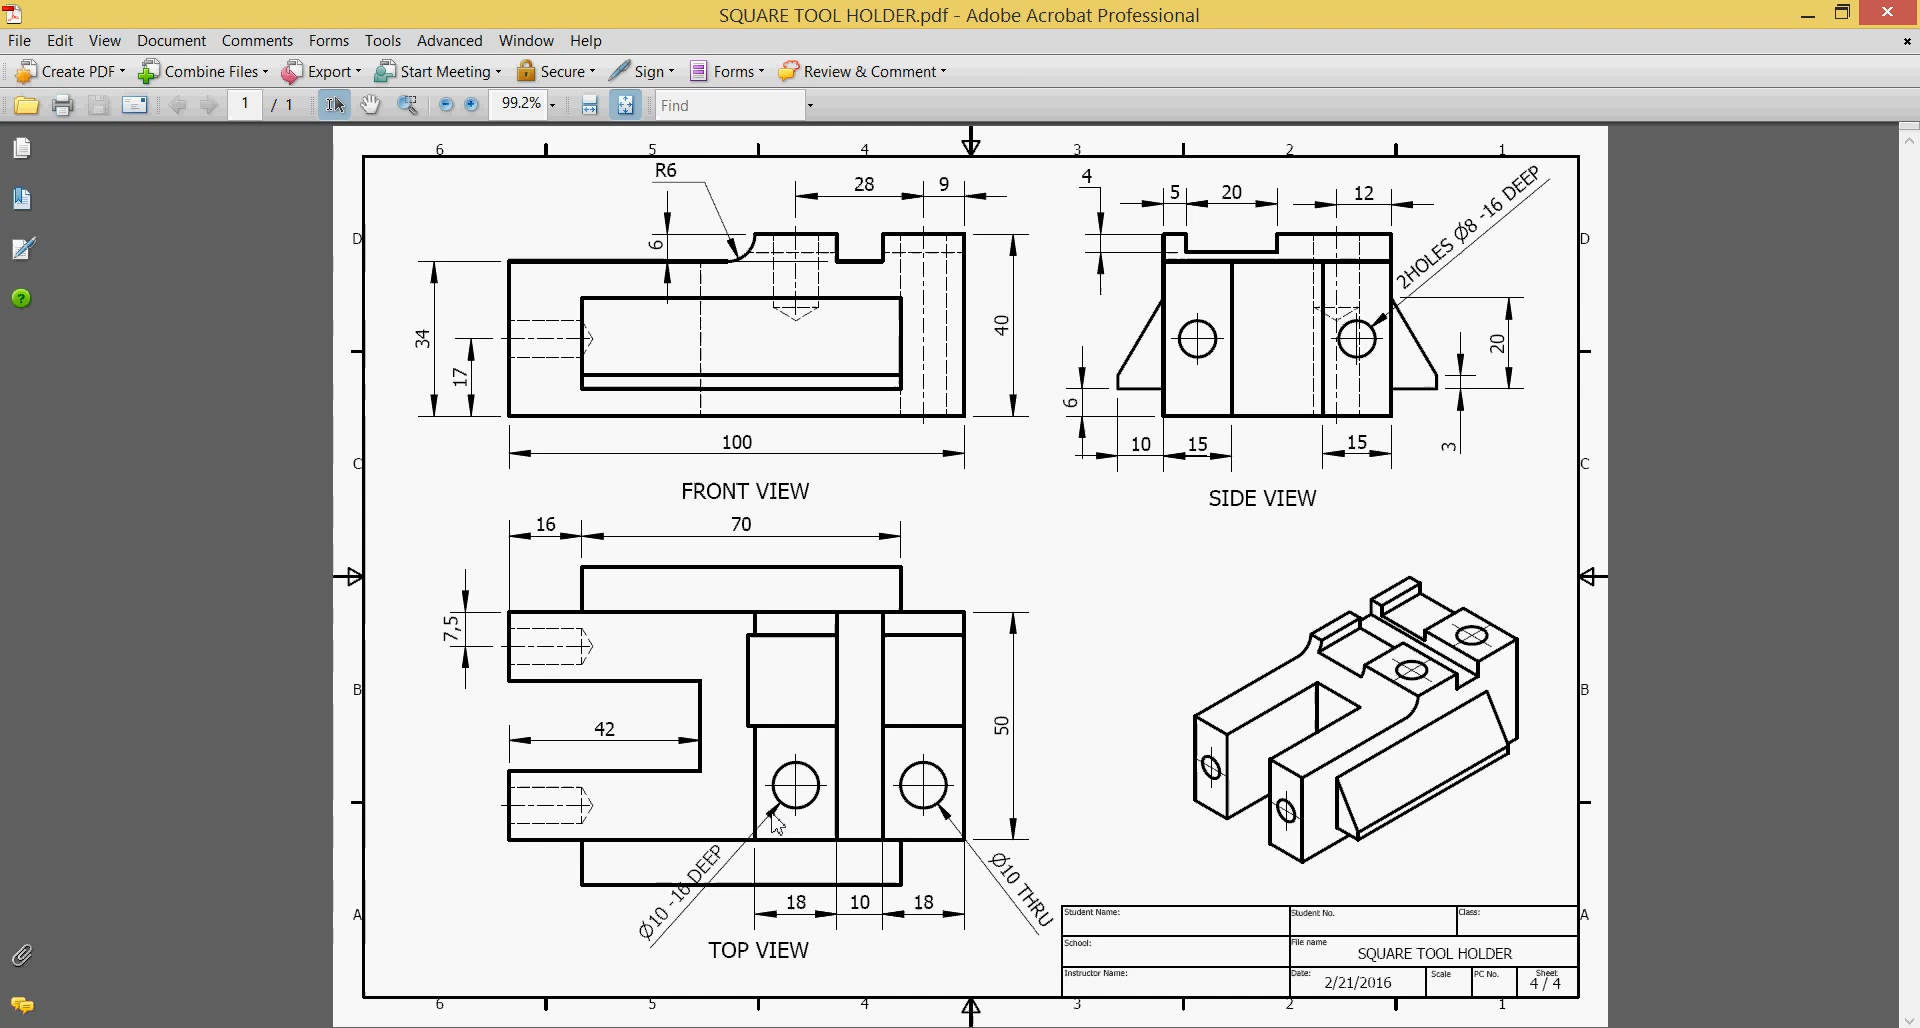 SQUARE TOOL HOLDER.pdf - Adobe Acrobat Professional
File Edit View Document Comments Forms Tools Advanced Window Help
Create PDF Combine Files Export Start Meeting Secure Sign Forms Review & Comment
1 / 1 99.2% Find
6 5 4 3 2 1
R6
28
9
6
34
17
40
100
FRONT VIEW
4
5
20
12
2HOLES Ø8 -16 DEEP
20
6
3
10
15
15
SIDE VIEW
D
D
C
C
B
B
A
A
16
70
7,5
42
50
Ø10 -16 DEEP
18
10
18
Ø10 THRU
TOP VIEW
Student Name:
Student No.
Class:
School:
File name
SQUARE TOOL HOLDER
Instructor Name:
Date:
2/21/2016
Scale
PC No.
Sheet
4 / 4
6 5 4 3 2 1